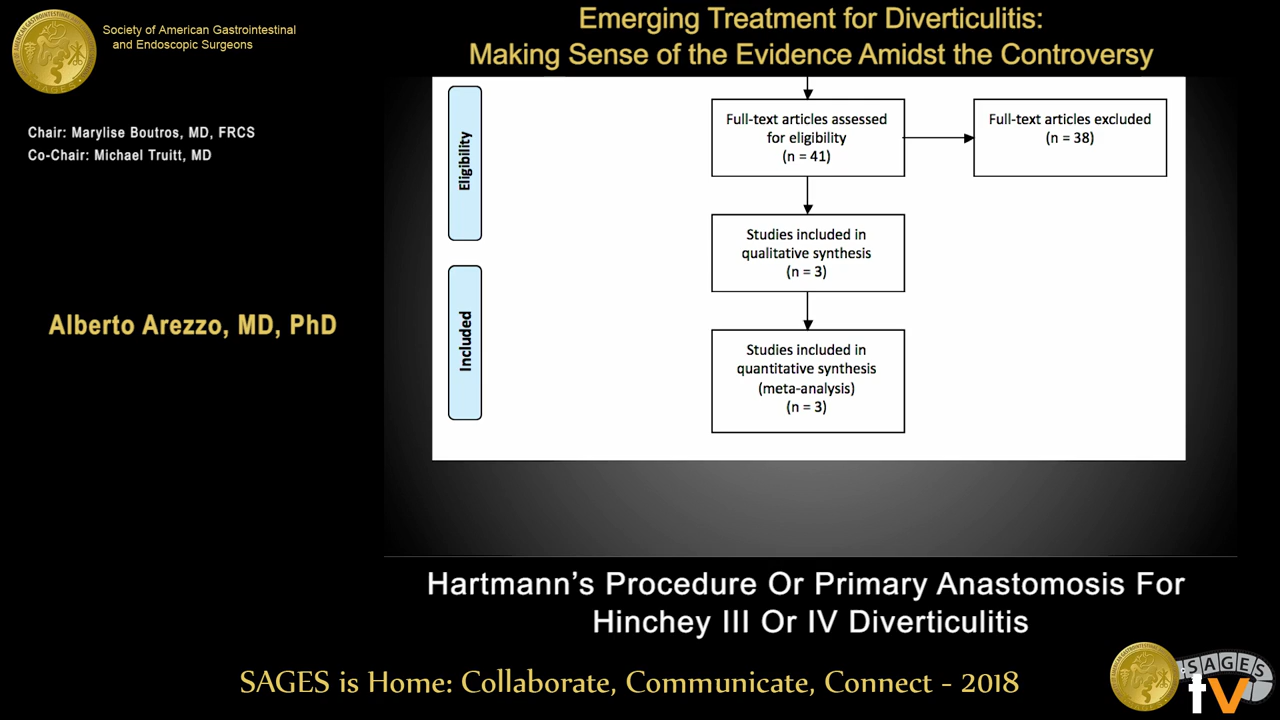 Society of American Gastrointestinal
and Endoscopic Surgeons
Emerging Treatment for Diverticulitis:
Making Sense of the Evidence Amidst the Controversy
Chair: Marylise Boutros, MD, FRCS
Co-Chair: Michael Truitt, MD
Alberto Arezzo, MD, PhD
Eligibility
Full-text articles assessed
for eligibility
(n = 41)
Full-text articles excluded
(n = 38)
Studies included in
qualitative synthesis
(n = 3)
Included
Studies included in
quantitative synthesis
(meta-analysis)
(n = 3)
Hartmann's Procedure Or Primary Anastomosis For
Hinchey III Or IV Diverticulitis
SAGES is Home: Collaborate, Communicate, Connect - 2018
SAGES
tv